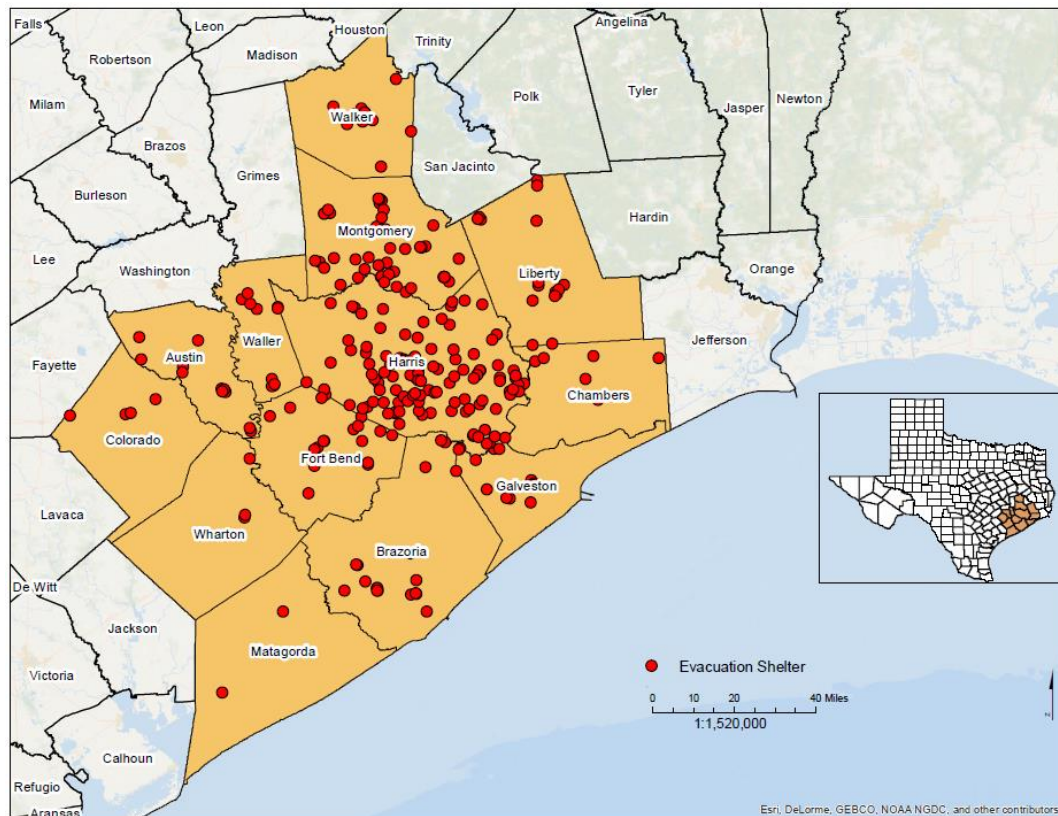 Falls
Leon
Houston
Trinity
Angelina
Robertson
Madison
Polk
Tyler
Jasper
Newton
Milam
Walker
Brazos
Grimes
San Jacinto
Burleson
Hardin
Montgomery
Lee
Washington
Liberty
Orange
Waller
Jefferson
Fayette
Austin
Harris
Chambers
Colorado
Fort Bend
Galveston
Lavaca
Wharton
Brazoria
De Witt
Jackson
Matagorda
Evacuation Shelter
Victoria
0 10 20 40 Miles
1:1,520,000
Calhoun
Refugio
Aransas
Esri, DeLorme, GEBCO, NOAA NGDC, and other contributors